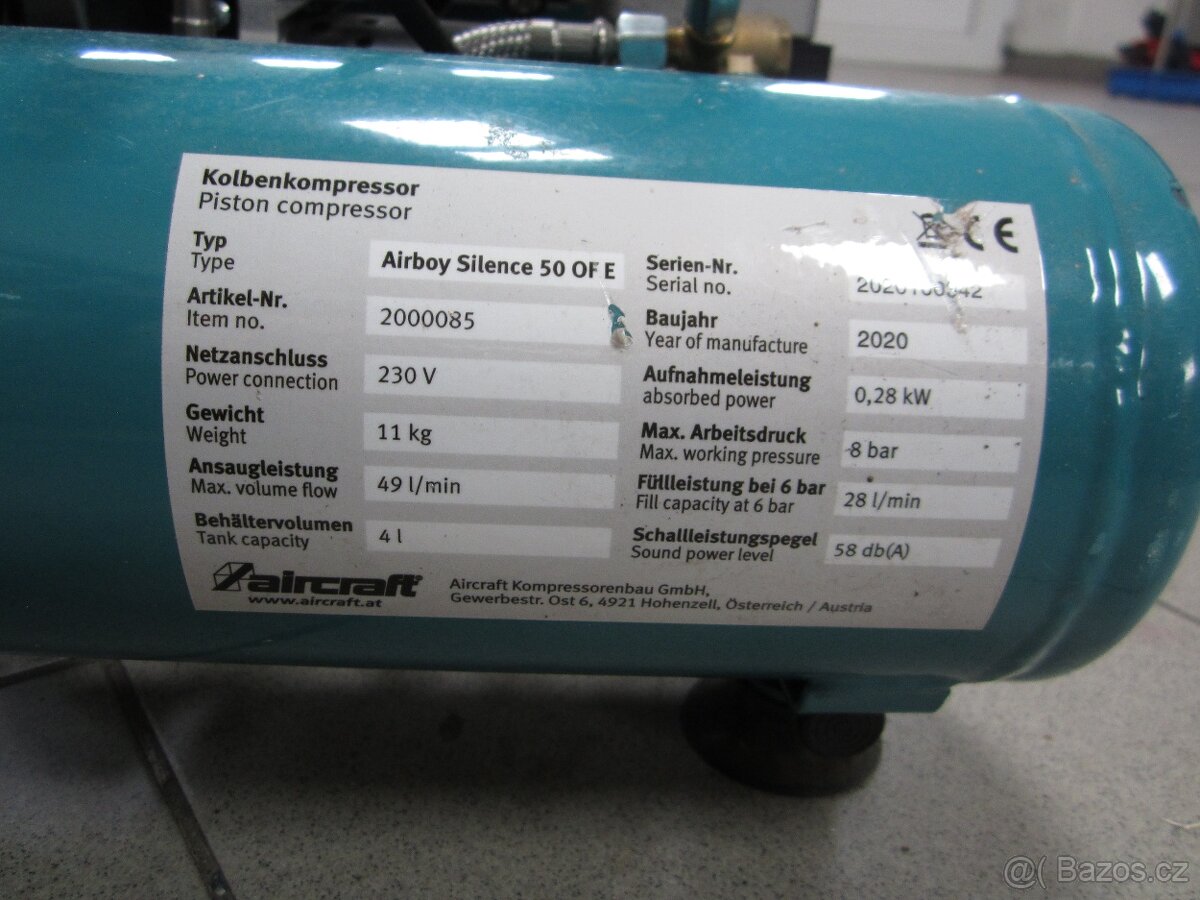 Kolbenkompressor
Piston compressor
Typ
Type
Airboy Silence 50 OF E
Artikel-Nr.
Item no.
2000085
Netzanschluss
Power connection
230 V
Gewicht
Weight
11 kg
Ansaugleistung
Max. volume flow
49 l/min
Behältervolumen
Tank capacity
4 l
Serien-Nr.
Serial no.
Baujahr
Year of manufacture
2020
Aufnahmeleistung
absorbed power
0,28 kW
Max. Arbeitsdruck
Max. working pressure
8 bar
Füllleistung bei 6 bar
Fill capacity at 6 bar
28 l/min
Schallleistungspegel
Sound power level
58 db(A)
CE
aircraft
www.aircraft.at
Aircraft Kompressorenbau GmbH,
Gewerbestr. Ost 6, 4921 Hohenzell, Österreich / Austria
@ Bazos.cz